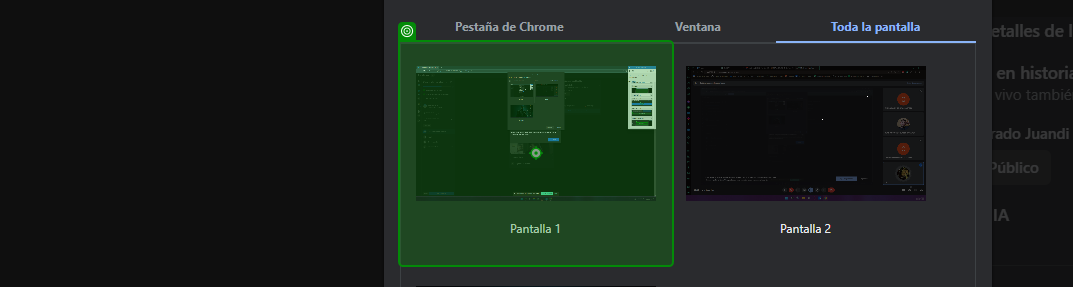 Pestaña de Chrome
Ventana
Toda la pantalla
etalles de l
en historia
vivo también
rado Juandi
Público
IA
Pantalla 1
Pantalla 2